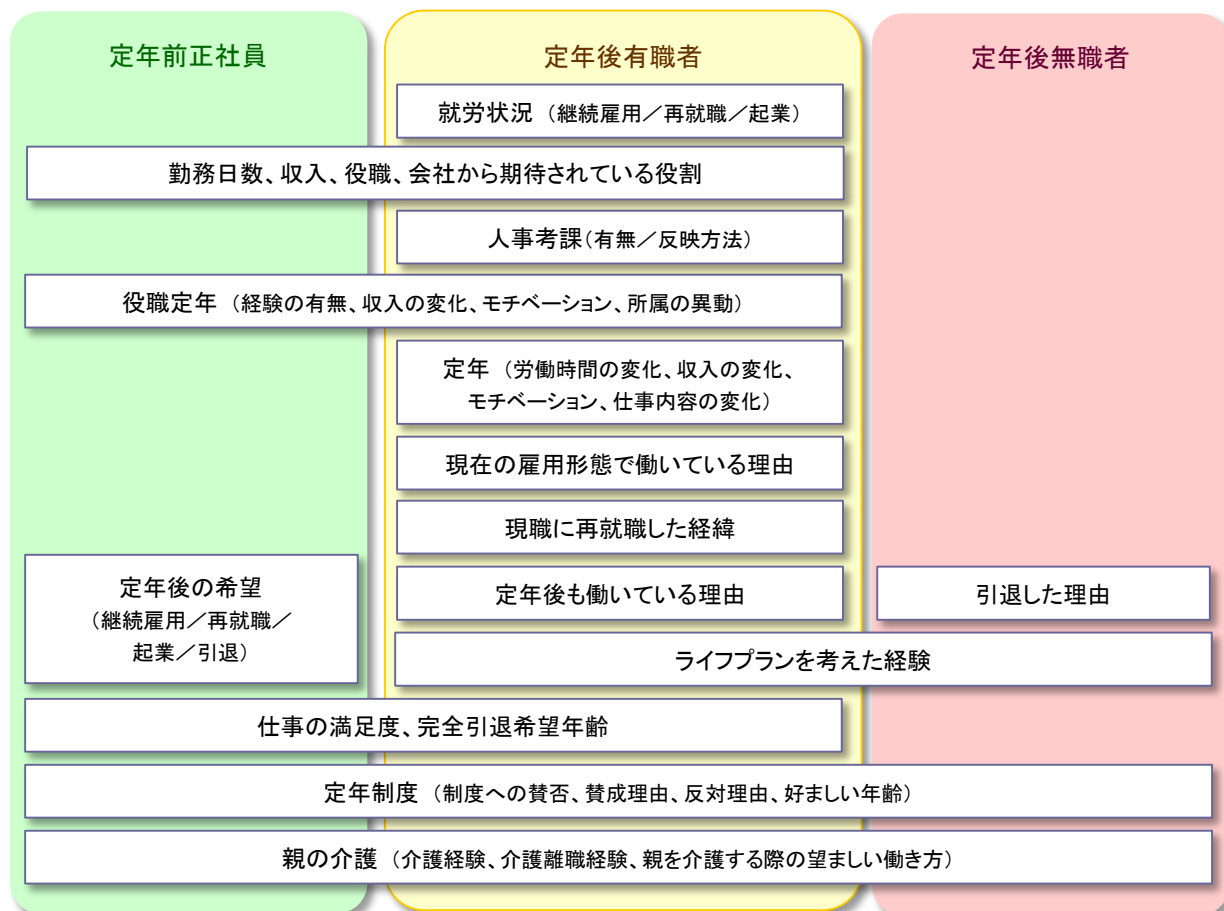 定年前正社員
定年後有職者
定年後無職者
就労状況（継続雇用／再就職／起業）
勤務日数、収入、役職、会社から期待されている役割
人事考課（有無／反映方法）
役職定年（経験の有無、収入の変化、モチベーション、所属の異動）
定年（労働時間の変化、収入の変化、
モチベーション、仕事内容の変化）
現在の雇用形態で働いている理由
現職に再就職した経緯
定年後の希望
（継続雇用／再就職／
起業／引退）
定年後も働いている理由
引退した理由
ライフプランを考えた経験
仕事の満足度、完全引退希望年齢
定年制度（制度への賛否、賛成理由、反対理由、好ましい年齢）
親の介護（介護経験、介護離職経験、親を介護する際の望ましい働き方）